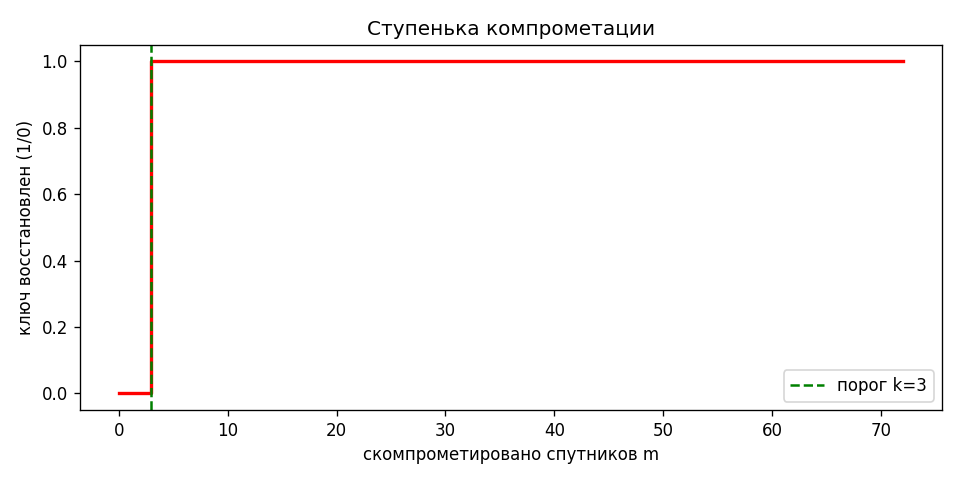 Ступенька компрометации
ключ восстановлен (1/0)
1.0
0.8
0.6
0.4
0.2
0.0
порог k=3
0 10 20 30 40 50 60 70
скомпрометировано спутников m